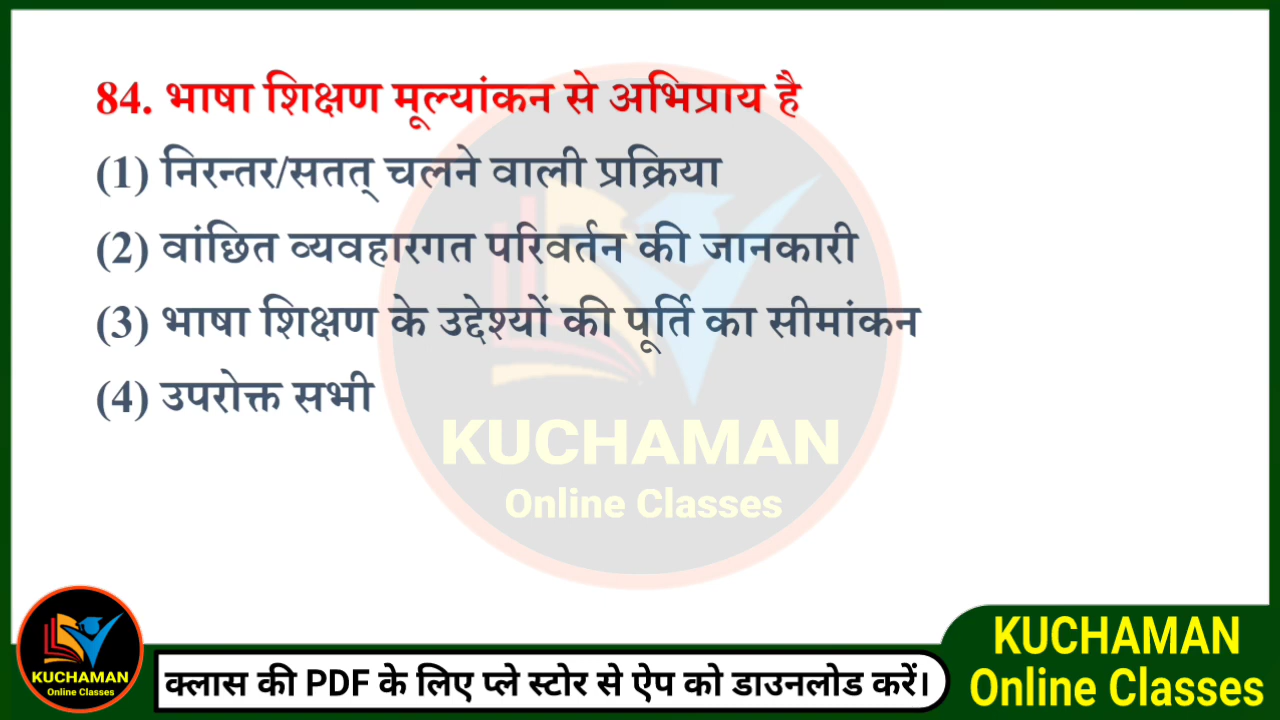 84. भाषा शिक्षण मूल्यांकन से अभिप्राय है
(1) निरन्तर/सतत् चलने वाली प्रक्रिया
(2) वांछित व्यवहारगत परिवर्तन की जानकारी
(3) भाषा शिक्षण के उद्देश्यों की पूर्ति का सीमांकन
(4) उपरोक्त सभी
KUCHAMAN
Online Classes
KUCHAMAN
Online Classes
क्लास की PDF के लिए प्ले स्टोर से ऐप को डाउनलोड करें।
KUCHAMAN
Online Classes